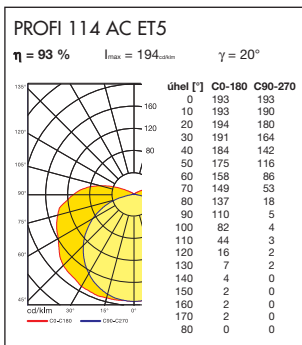 PROFI 114 AC ET5
η = 93 % Imax = 194cd/klm γ = 20°
135°
120°
105°
90°
75°
60°
45°
30°
15°
0°
160
120
80
cd/klm
C0-C180
C90-C270
úhel [°] C0-180 C90-270
0 193 193
10 193 190
20 194 180
30 191 164
40 184 142
50 175 116
60 158 86
70 149 53
80 137 18
90 110 5
100 82 4
110 44 3
120 16 2
130 7 2
140 4 0
150 2 0
160 2 0
170 2 0
80 0 0